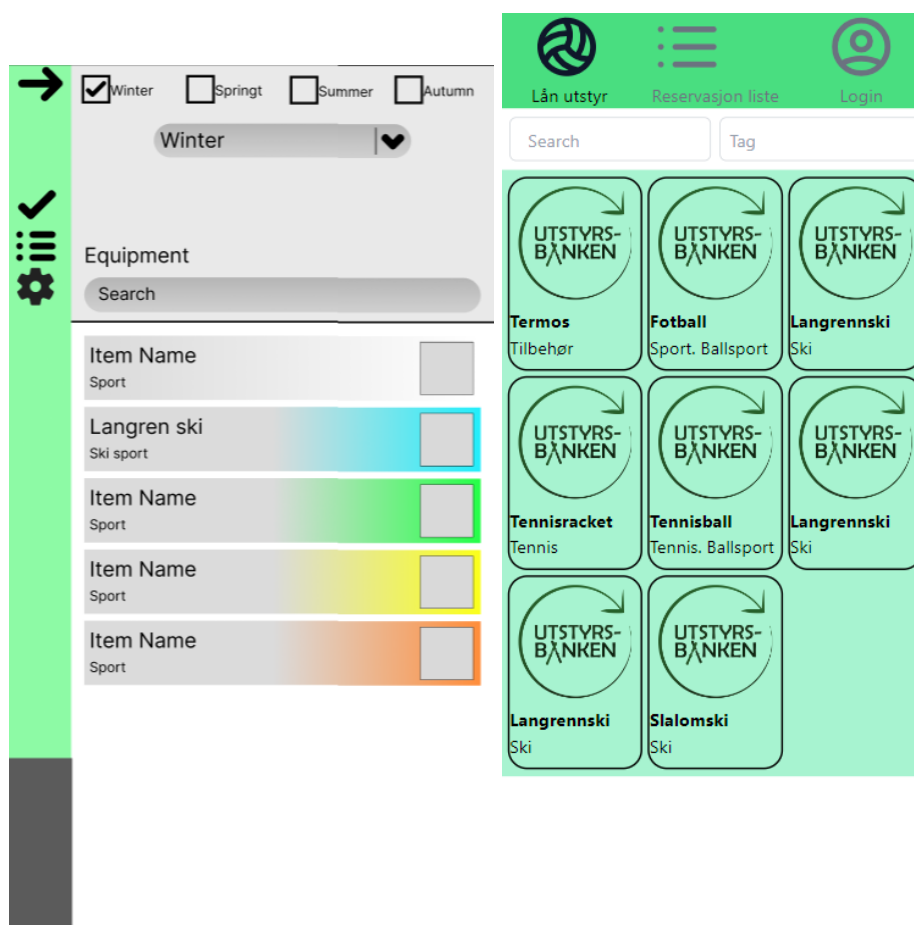 Winter Springt Summer Autumn
Winter
Equipment
Search
Item Name
Sport
Langren ski
Ski sport
Item Name
Sport
Item Name
Sport
Item Name
Sport
Lån utstyr Reservasjon liste Login
Search Tag
UTSTYRS-
BANKEN
Termos
Tilbehør
UTSTYRS-
BANKEN
Fotball
Sport. Ballsport
UTSTYRS-
BANKEN
Langrennski
Ski
UTSTYRS-
BANKEN
Tennisracket
Tennis
UTSTYRS-
BANKEN
Tennisball
Tennis. Ballsport
UTSTYRS-
BANKEN
Langrennski
Ski
UTSTYRS-
BANKEN
Langrennski
Ski
UTSTYRS-
BANKEN
Slalomski
Ski